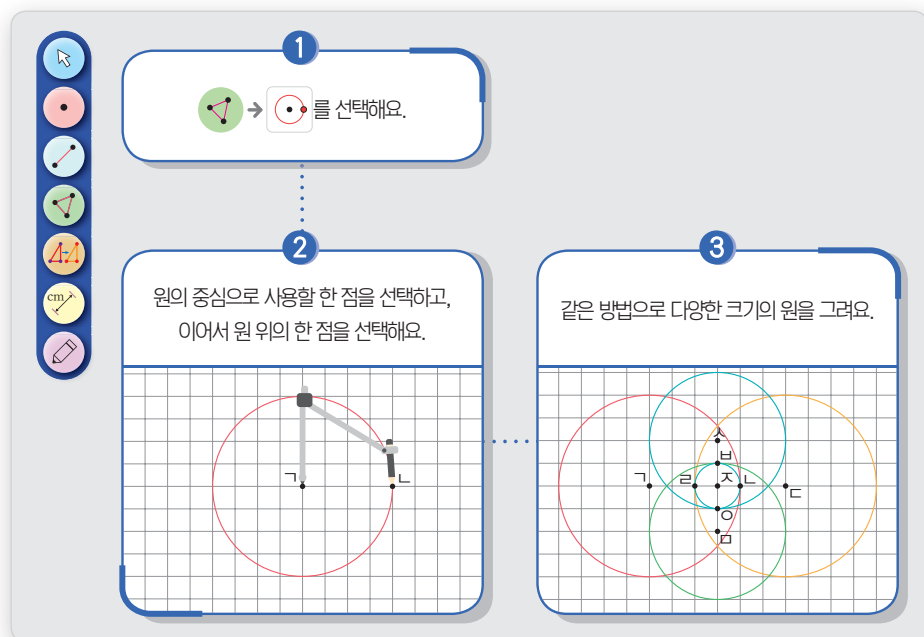 cm
1
를 선택해요.
2
원의 중심으로 사용할 한 점을 선택하고,
이어서 원 위의 한 점을 선택해요.
ㄱ
ㄴ
3
같은 방법으로 다양한 크기의 원을 그려요.
ㅅ
ㅂ
ㄱ ㄹ ㅈ ㄴ ㄷ
ㅇ
ㅁ